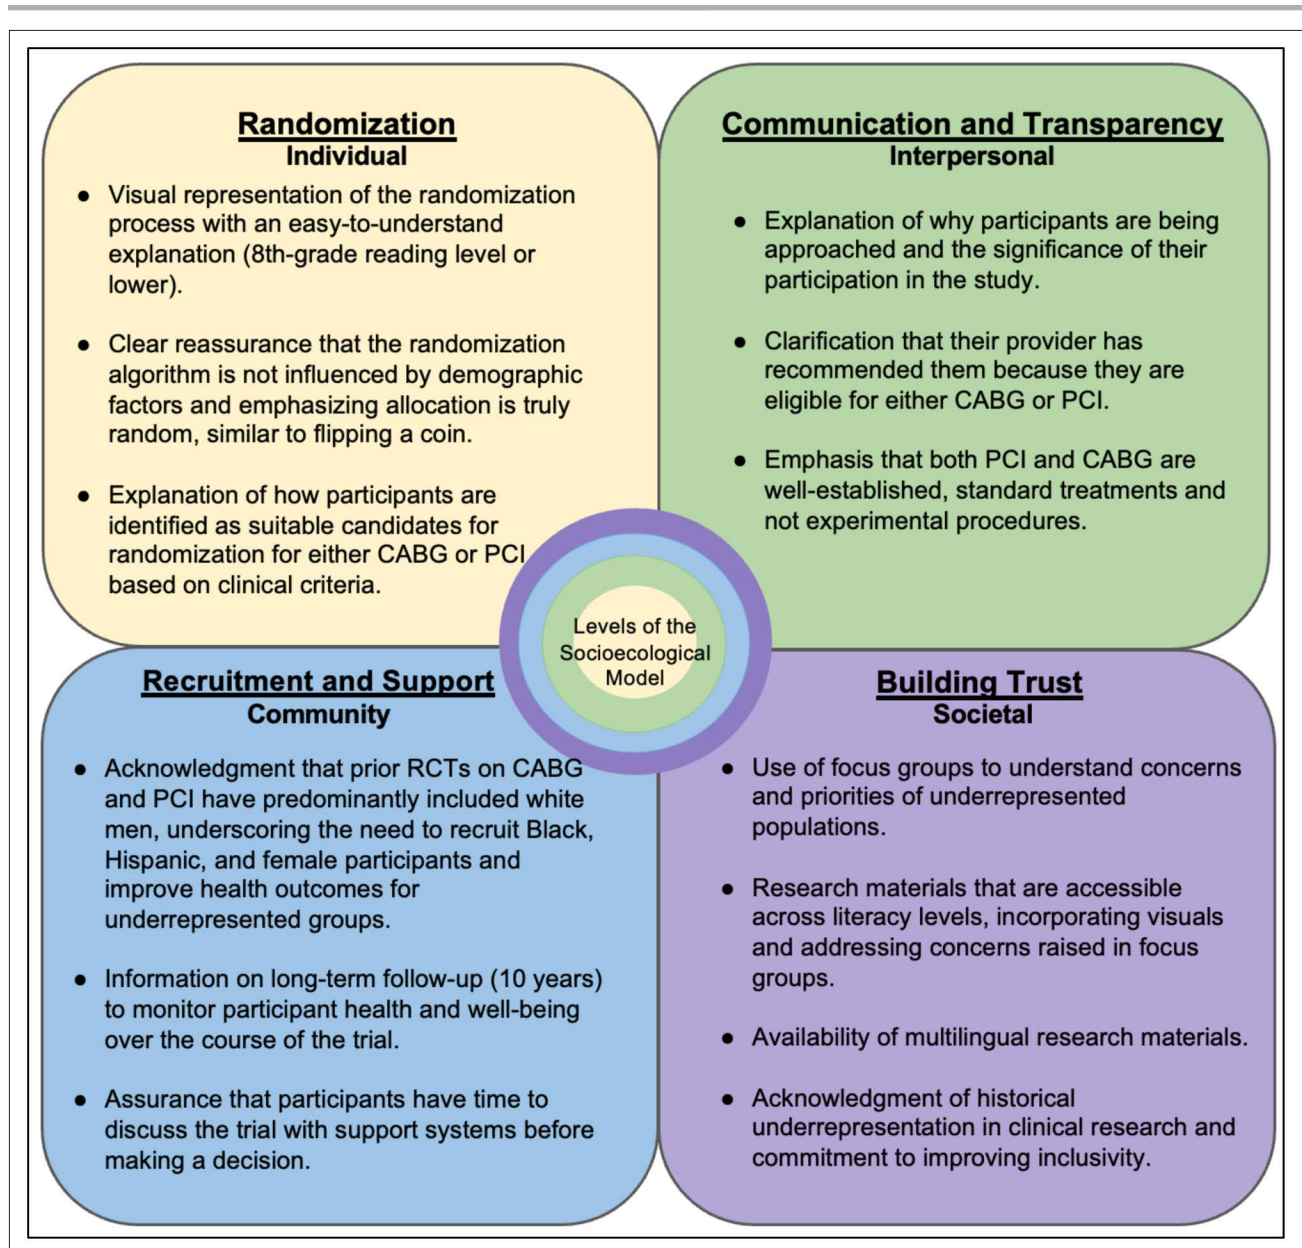 Randomization
Individual
● Visual representation of the randomization
process with an easy-to-understand
explanation (8th-grade reading level or
lower).
● Clear reassurance that the randomization
algorithm is not influenced by demographic
factors and emphasizing allocation is truly
random, similar to flipping a coin.
● Explanation of how participants are
identified as suitable candidates for
randomization for either CABG or PCI
based on clinical criteria.
Communication and Transparency
Interpersonal
● Explanation of why participants are being
approached and the significance of their
participation in the study.
● Clarification that their provider has
recommended them because they are
eligible for either CABG or PCI.
● Emphasis that both PCI and CABG are
well-established, standard treatments and
not experimental procedures.
Levels of the
Socioecological
Model
Recruitment and Support
Community
● Acknowledgment that prior RCTs on CABG
and PCI have predominantly included white
men, underscoring the need to recruit Black,
Hispanic, and female participants and
improve health outcomes for
underrepresented groups.
● Information on long-term follow-up (10 years)
to monitor participant health and well-being
over the course of the trial.
● Assurance that participants have time to
discuss the trial with support systems before
making a decision.
Building Trust
Societal
● Use of focus groups to understand concerns
and priorities of underrepresented
populations.
● Research materials that are accessible
across literacy levels, incorporating visuals
and addressing concerns raised in focus
groups.
● Availability of multilingual research materials.
● Acknowledgment of historical
underrepresentation in clinical research and
commitment to improving inclusivity.